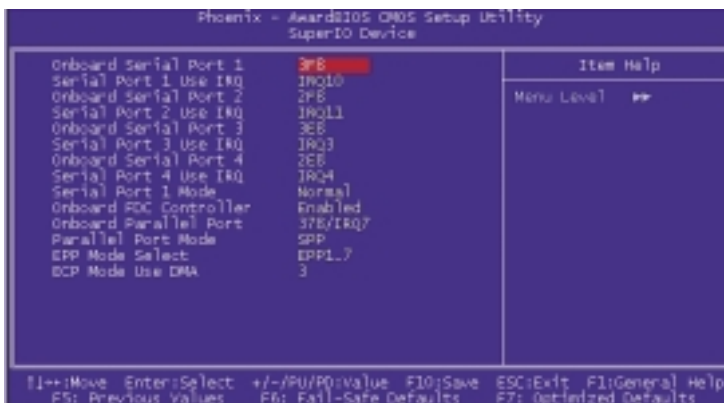 Phoenix - AwardBIOS CMOS Setup Utility
SuperIO Device
Onboard Serial Port 1 3F8
Serial Port 1 Use IRQ IRQ10
Onboard Serial Port 2 2F8
Serial Port 2 Use IRQ IRQ11
Onboard Serial Port 3 3E8
Serial Port 3 Use IRQ IRQ3
Onboard Serial Port 4 2E8
Serial Port 4 Use IRQ IRQ4
Serial Port 1 Mode Normal
Onboard FDC Controller Enabled
Onboard Parallel Port 378/IRQ7
Parallel Port Mode SPP
EPP Mode Select EPP1.7
ECP Mode Use DMA 3
Item Help
Menu Level ▸▸
↑↓→←:Move Enter:Select +/-/PU/PD:Value F10:Save ESC:Exit F1:General Help
F5: Previous Values F6: Fail-Safe Defaults F7: Optimized Defaults